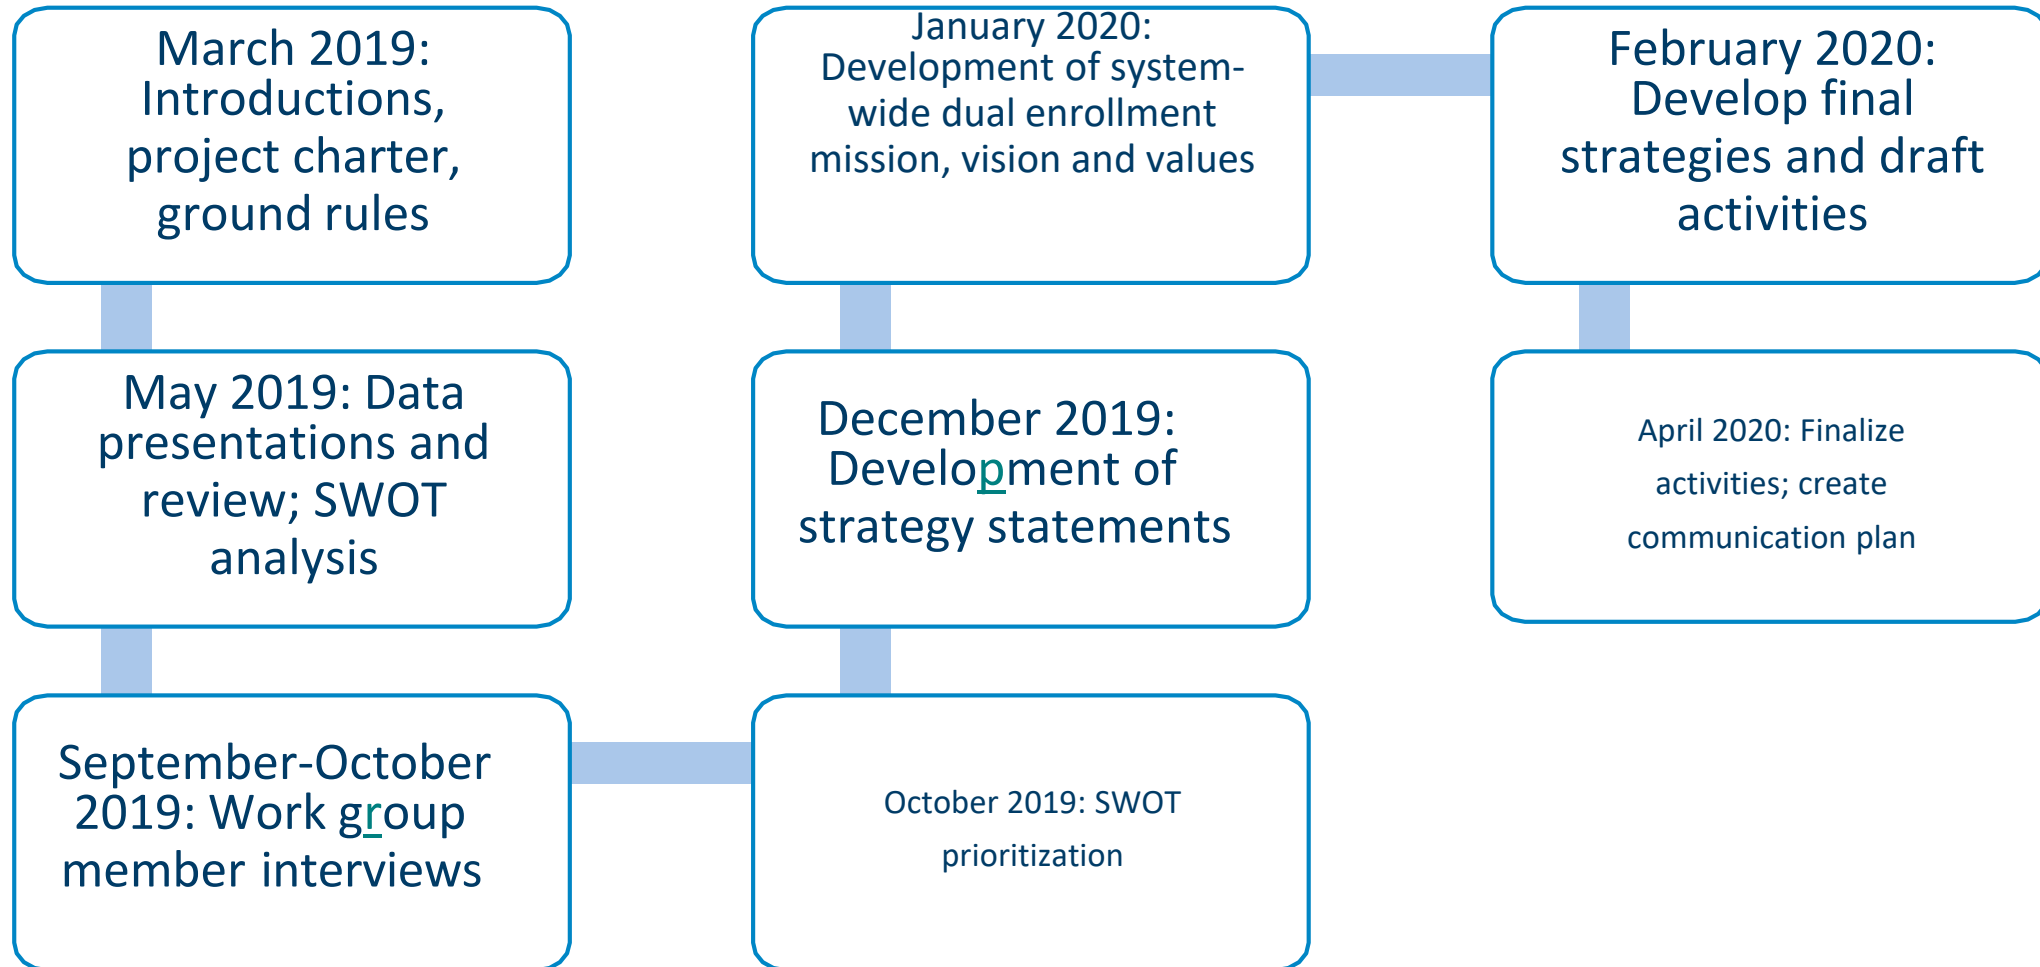 March 2019:
Introductions,
project charter,
ground rules
May 2019: Data
presentations and
review; SWOT
analysis
September-October
2019: Work group
member interviews
October 2019: SWOT
prioritization
December 2019:
Development of
strategy statements
January 2020:
Development of system-
wide dual enrollment
mission, vision and values
February 2020:
Develop final
strategies and draft
activities
April 2020: Finalize
activities; create
communication plan